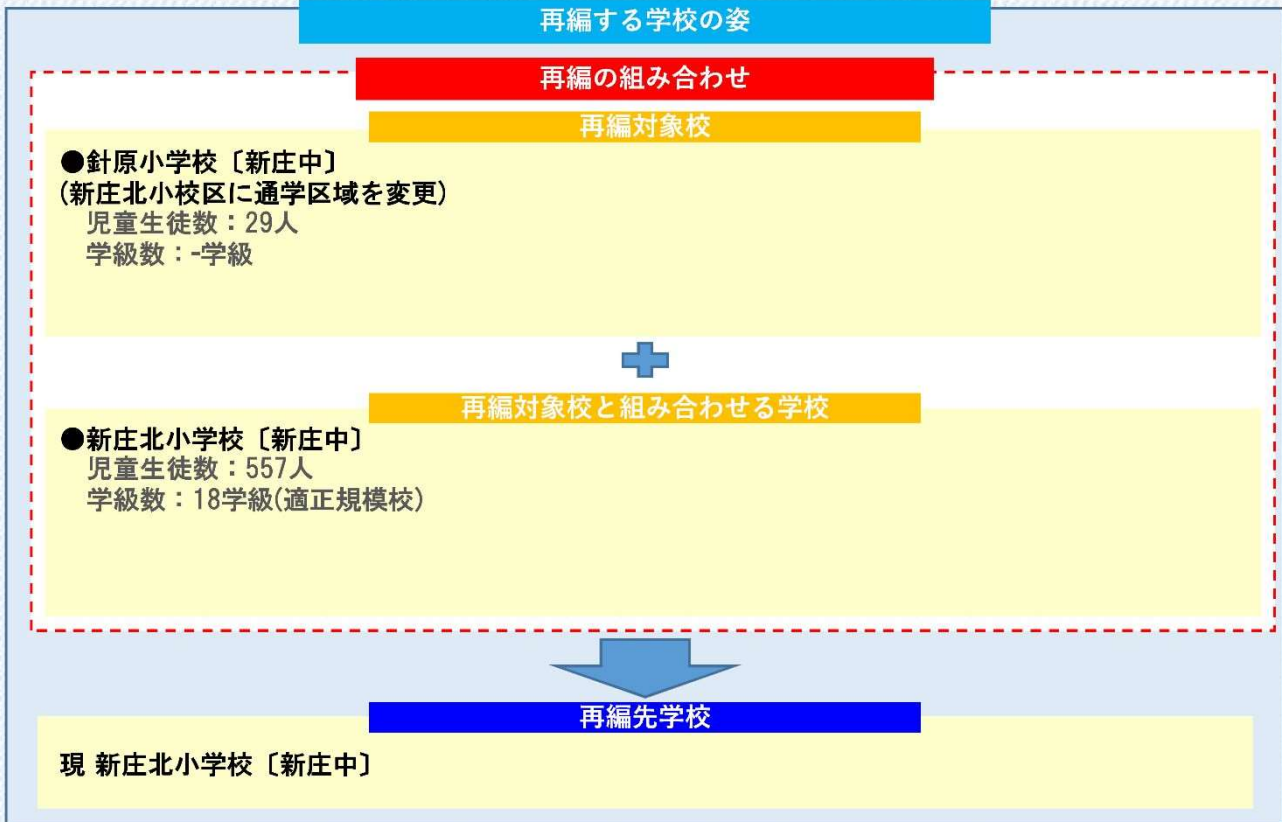 再編する学校の姿
再編の組み合わせ
再編対象校
●針原小学校〔新庄中〕
(新庄北小校区に通学区域を変更)
児童生徒数：29人
学級数：-学級
再編対象校と組み合わせる学校
●新庄北小学校〔新庄中〕
児童生徒数：557人
学級数：18学級(適正規模校)
再編先学校
現 新庄北小学校〔新庄中〕